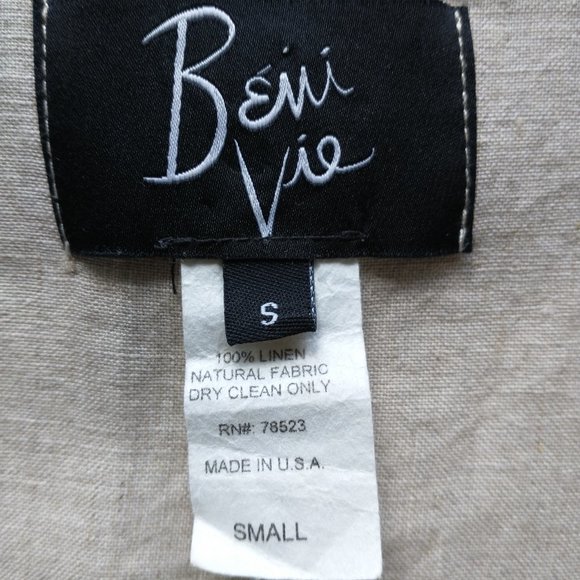 Béni
Vie
S
100% LINEN
NATURAL FABRIC
DRY CLEAN ONLY
RN#: 78523
MADE IN U.S.A.
SMALL